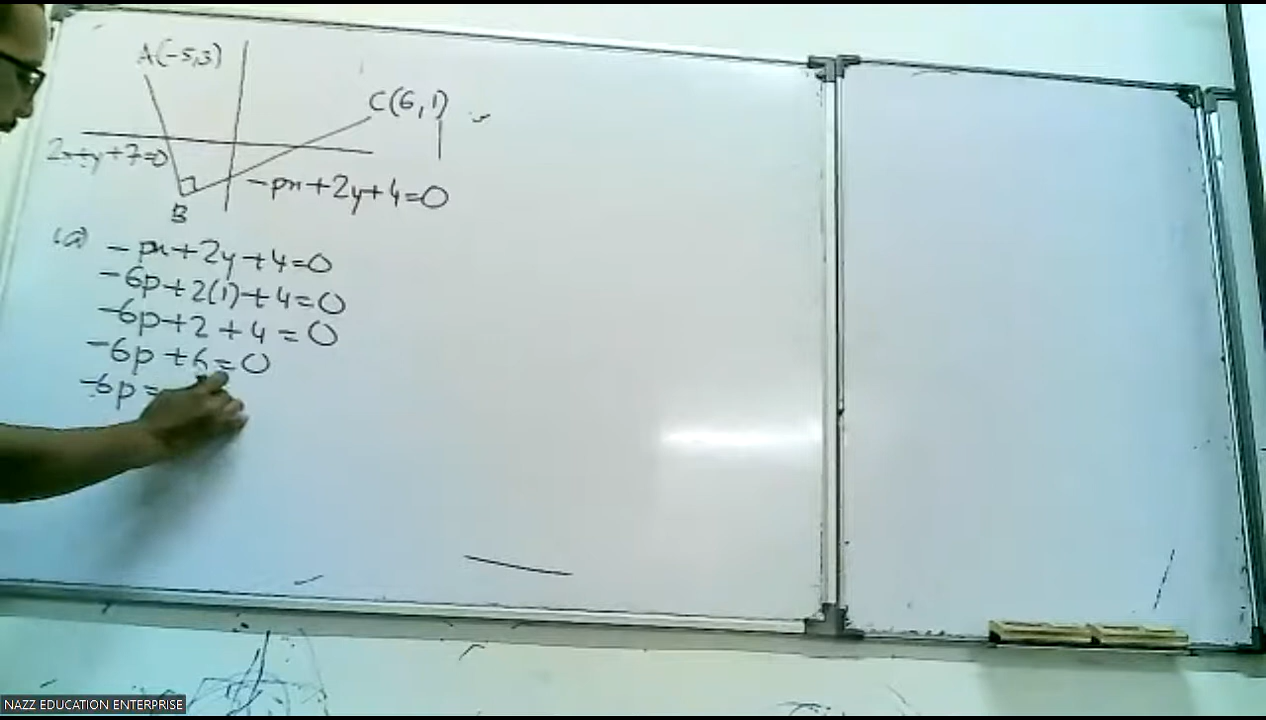 A(-5,3)
C(6,1)
2x+y+7=0
-px+2y+4=0
B
(a) -px+2y+4=0
-6p+2(1)+4=0
-6p+2+4=0
-6p+6=0
-6p=
NAZZ EDUCATION ENTERPRISE